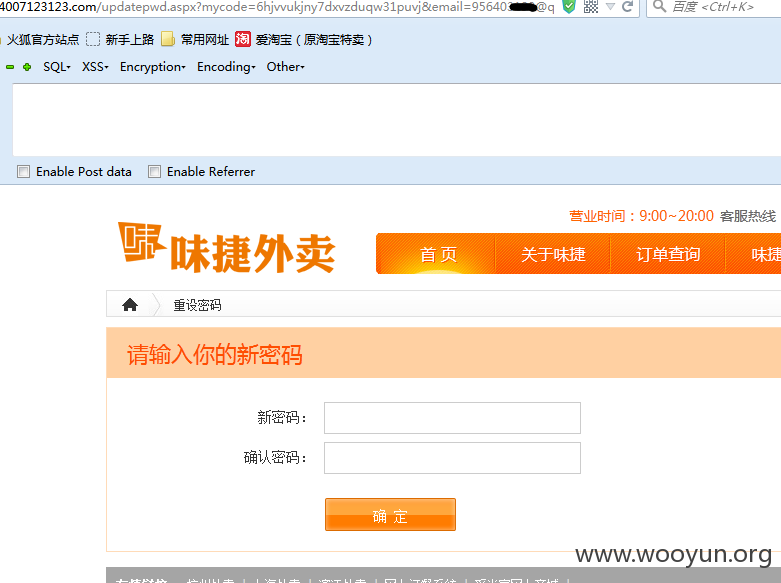 4007123123.com/updatepwd.aspx?mycode=6hjvvukjny7dxvzduqw31puvj&email=95640 @q 百度 <Ctrl+K>
火狐官方站点 新手上路 常用网址 淘 爱淘宝（原淘宝特卖）
SQL XSS Encryption Encoding Other
Enable Post data Enable Referrer
营业时间：9:00~20:00 客服热线
味捷外卖
首 页 关于味捷 订单查询 味捷
重设密码
请输入你的新密码
新密码：
确认密码：
确 定
www.wooyun.org